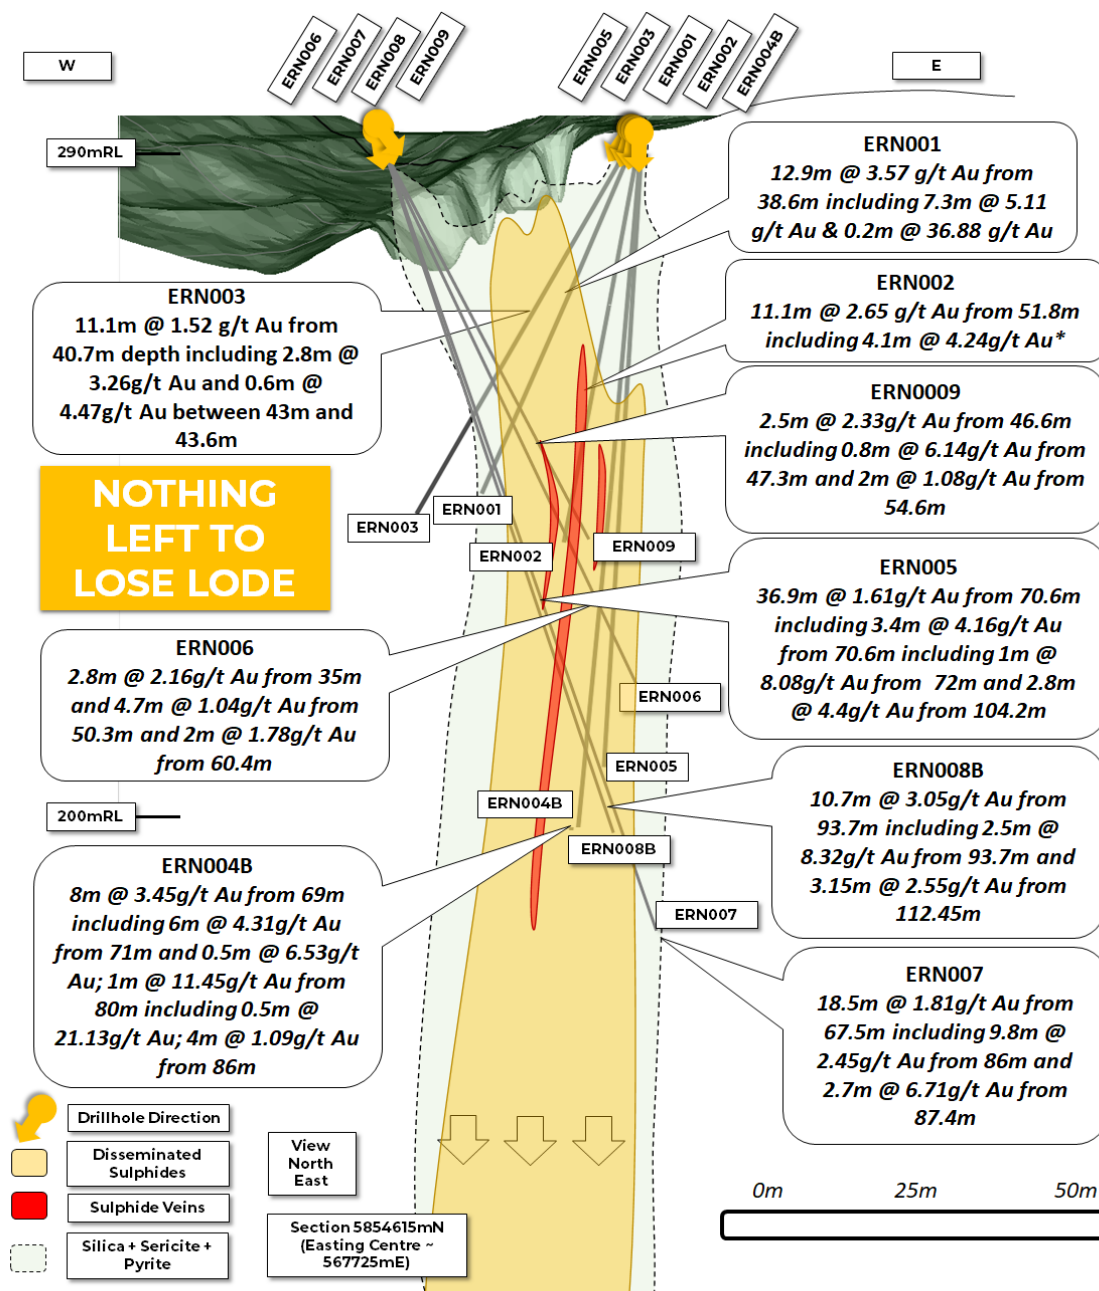 W
ERN006
ERN007
ERN008
ERN009
ERN005
ERN003
ERN001
ERN002
ERN004B
E
290mRL
ERN001
12.9m @ 3.57 g/t Au from
38.6m including 7.3m @ 5.11
g/t Au & 0.2m @ 36.88 g/t Au
ERN002
11.1m @ 2.65 g/t Au from 51.8m
including 4.1m @ 4.24g/t Au*
ERN003
11.1m @ 1.52 g/t Au from
40.7m depth including 2.8m @
3.26g/t Au and 0.6m @
4.47g/t Au between 43m and
43.6m
ERN0009
2.5m @ 2.33g/t Au from 46.6m
including 0.8m @ 6.14g/t Au from
47.3m and 2m @ 1.08g/t Au from
54.6m
NOTHING
LEFT TO
LOSE LODE
ERN003
ERN001
ERN002
ERN009
ERN005
36.9m @ 1.61g/t Au from 70.6m
including 3.4m @ 4.16g/t Au
from 70.6m including 1m @
8.08g/t Au from 72m and 2.8m
@ 4.4g/t Au from 104.2m
ERN006
2.8m @ 2.16g/t Au from 35m
and 4.7m @ 1.04g/t Au from
50.3m and 2m @ 1.78g/t Au
from 60.4m
ERN006
ERN005
ERN004B
ERN008B
ERN007
200mRL
ERN008B
10.7m @ 3.05g/t Au from
93.7m including 2.5m @
8.32g/t Au from 93.7m and
3.15m @ 2.55g/t Au from
112.45m
ERN004B
8m @ 3.45g/t Au from 69m
including 6m @ 4.31g/t Au
from 71m and 0.5m @ 6.53g/t
Au; 1m @ 11.45g/t Au from
80m including 0.5m @
21.13g/t Au; 4m @ 1.09g/t Au
from 86m
ERN007
18.5m @ 1.81g/t Au from
67.5m including 9.8m @
2.45g/t Au from 86m and
2.7m @ 6.71g/t Au from
87.4m
Drillhole Direction
Disseminated
Sulphides
Sulphide Veins
Silica + Sericite +
Pyrite
View
North
East
Section 5854615mN
(Easting Centre ~
567725mE)
0m
25m
50m